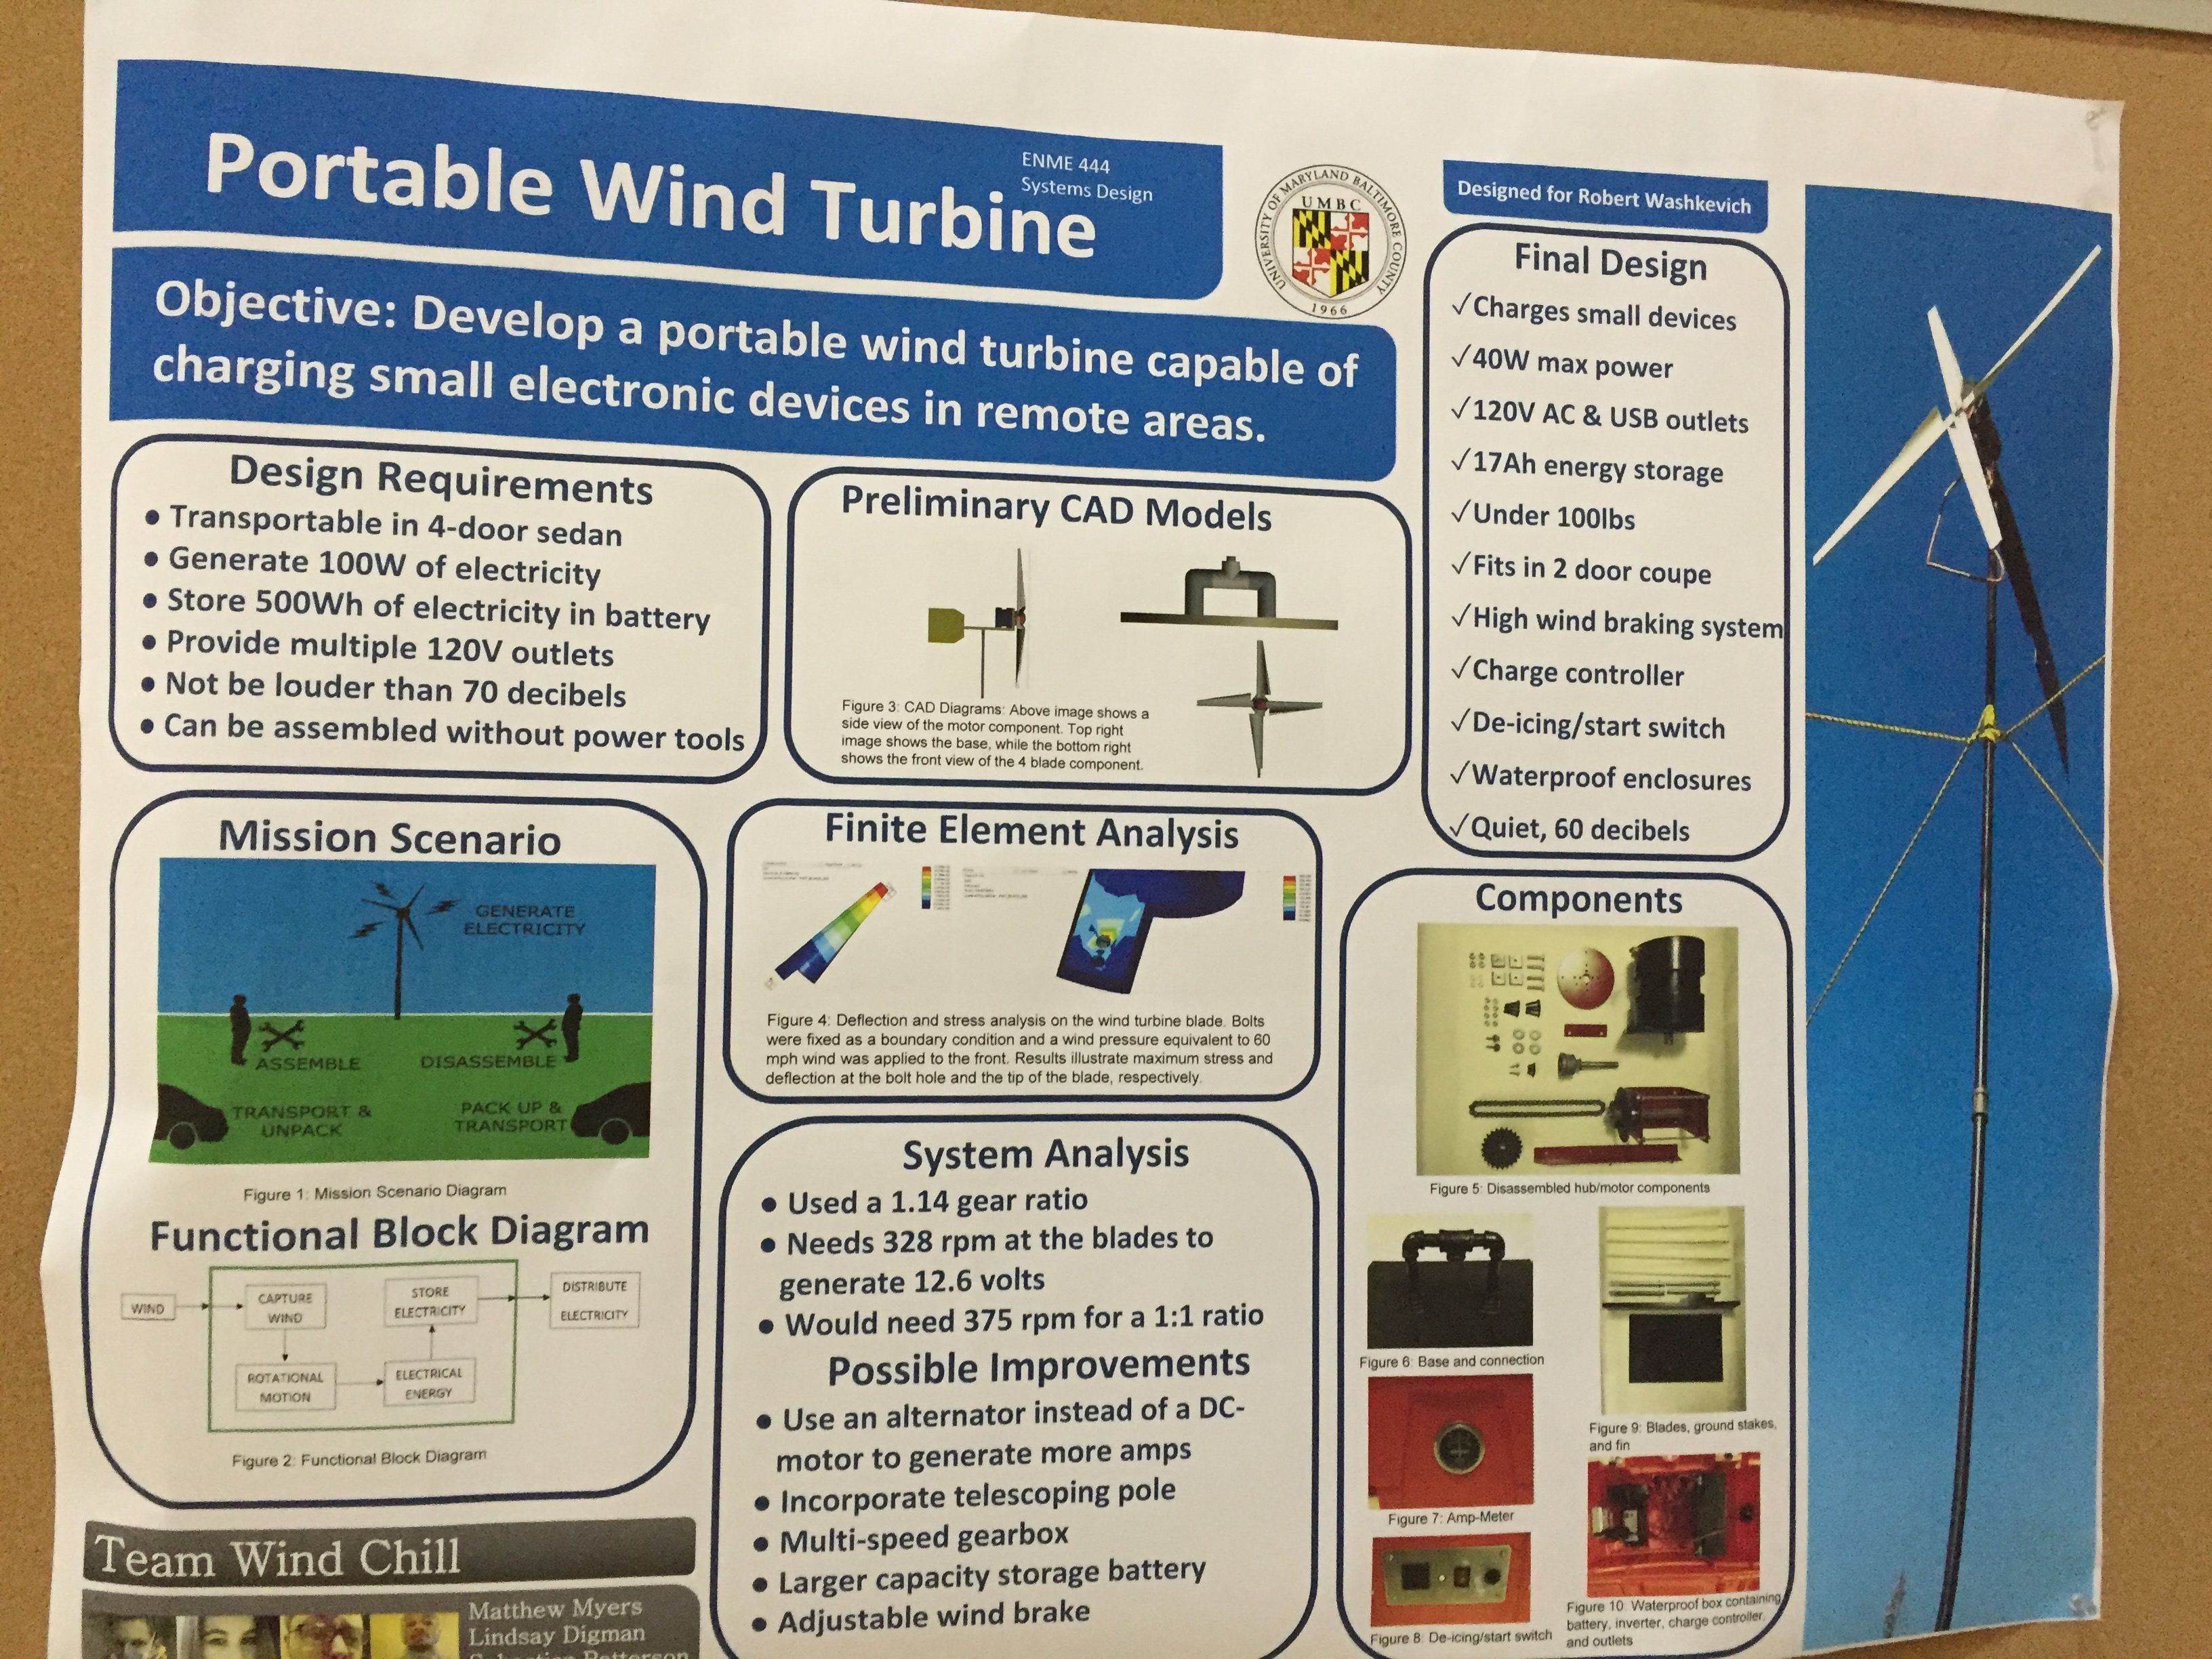 Portable Wind Turbine
ENME 444
Systems Design
UNIVERSITY OF MARYLAND BALTIMORE COUNTY
UMBC
1966
Designed for Robert Washkevich
Objective: Develop a portable wind turbine capable of
charging small electronic devices in remote areas.
Design Requirements
• Transportable in 4-door sedan
• Generate 100W of electricity
• Store 500Wh of electricity in battery
• Provide multiple 120V outlets
• Not be louder than 70 decibels
• Can be assembled without power tools
Preliminary CAD Models
Figure 3: CAD Diagrams: Above image shows a
side view of the motor component. Top right
image shows the base, while the bottom right
shows the front view of the 4 blade component.
Final Design
✓Charges small devices
✓40W max power
✓120V AC & USB outlets
✓17Ah energy storage
✓Under 100lbs
✓Fits in 2 door coupe
✓High wind braking system
✓Charge controller
✓De-icing/start switch
✓Waterproof enclosures
✓Quiet, 60 decibels
Mission Scenario
GENERATE
ELECTRICITY
ASSEMBLE
DISASSEMBLE
TRANSPORT &
UNPACK
PACK UP &
TRANSPORT
Figure 1: Mission Scenario Diagram
Functional Block Diagram
WIND
CAPTURE
WIND
STORE
ELECTRICITY
DISTRIBUTE
ELECTRICITY
ROTATIONAL
MOTION
ELECTRICAL
ENERGY
Figure 2: Functional Block Diagram
Finite Element Analysis
Figure 4: Deflection and stress analysis on the wind turbine blade. Bolts
were fixed as a boundary condition and a wind pressure equivalent to 60
mph wind was applied to the front. Results illustrate maximum stress and
deflection at the bolt hole and the tip of the blade, respectively.
System Analysis
• Used a 1.14 gear ratio
• Needs 328 rpm at the blades to
generate 12.6 volts
• Would need 375 rpm for a 1:1 ratio
Possible Improvements
• Use an alternator instead of a DC-
motor to generate more amps
• Incorporate telescoping pole
• Multi-speed gearbox
• Larger capacity storage battery
• Adjustable wind brake
Components
Figure 5: Disassembled hub/motor components
Figure 6: Base and connection
Figure 9: Blades, ground stakes,
and fin
Figure 7: Amp-Meter
Figure 8: De-icing/start switch
Figure 10: Waterproof box containing
battery, inverter, charge controller,
and outlets
Team Wind Chill
Matthew Myers
Lindsay Digman